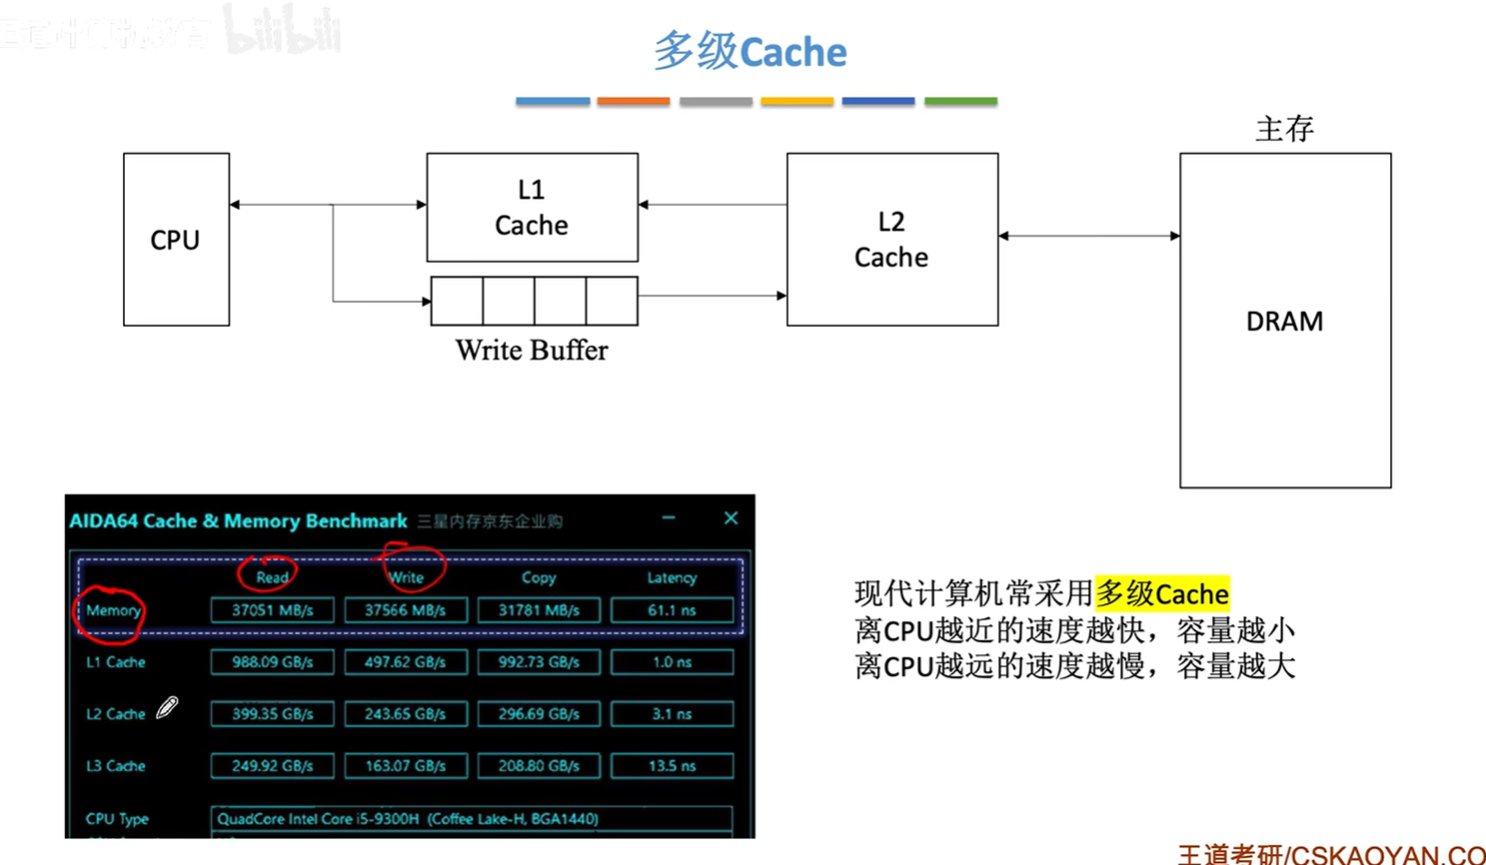 王道计算机教育 bilibili
多级Cache
主存
CPU
L1
Cache
L2
Cache
DRAM
Write Buffer
AIDA64 Cache & Memory Benchmark 三星内存京东企业购
Read Write Copy Latency
Memory 37051 MB/s 37566 MB/s 31781 MB/s 61.1 ns
L1 Cache 988.09 GB/s 497.62 GB/s 992.73 GB/s 1.0 ns
L2 Cache 399.35 GB/s 243.65 GB/s 296.69 GB/s 3.1 ns
L3 Cache 249.92 GB/s 163.07 GB/s 208.80 GB/s 13.5 ns
CPU Type QuadCore Intel Core i5-9300H (Coffee Lake-H, BGA1440)
现代计算机常采用多级Cache
离CPU越近的速度越快，容量越小
离CPU越远的速度越慢，容量越大
王道考研/CSKAOYAN.CO